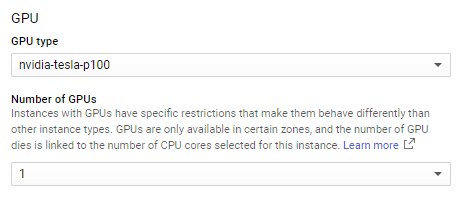 GPU
GPU type
nvidia-tesla-p100
Number of GPUs
Instances with GPUs have specific restrictions that make them behave differently than
other instance types. GPUs are only available in certain zones, and the number of GPU
dies is linked to the number of CPU cores selected for this instance. Learn more
1